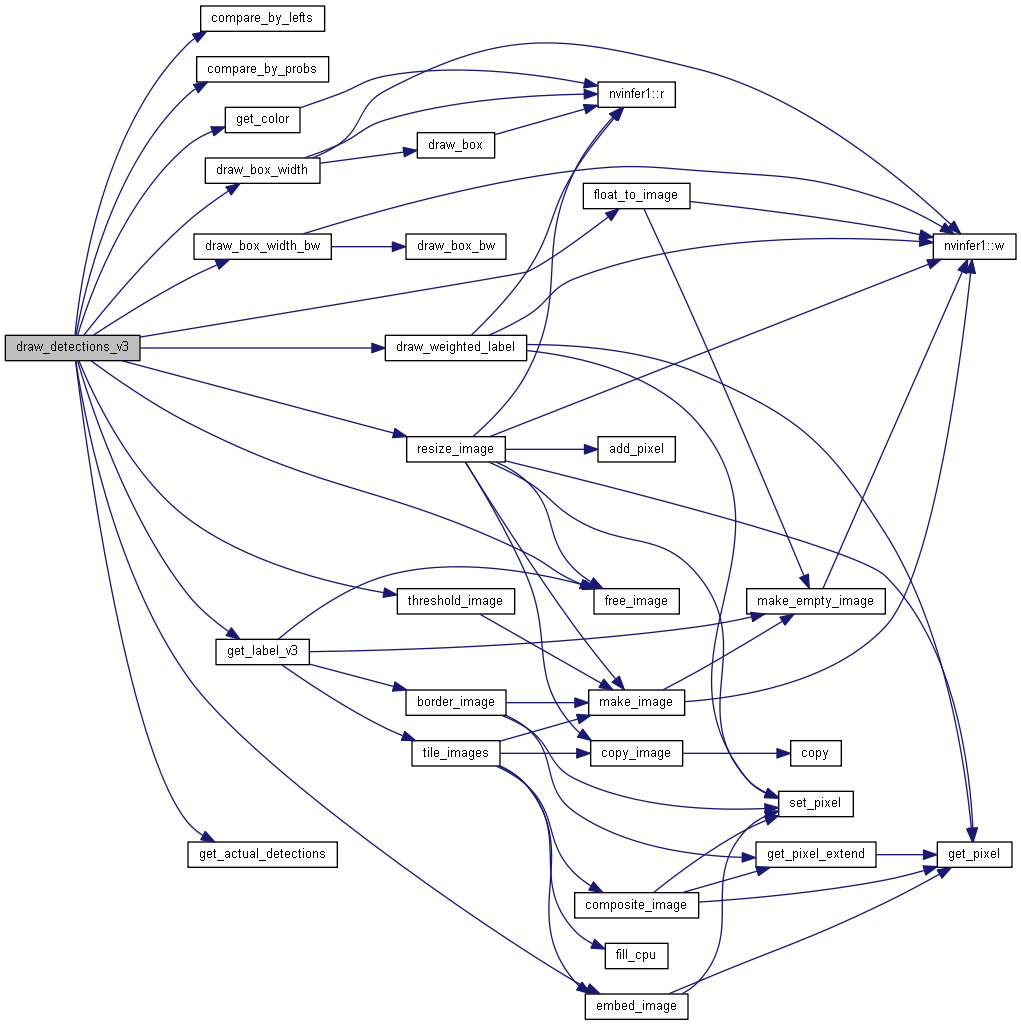 compare_by_lefts
compare_by_probs
nvinfer1::r
get_color
draw_box
draw_box_width
float_to_image
draw_box_width_bw
draw_box_bw
nvinfer1::w
draw_detections_v3
draw_weighted_label
resize_image
add_pixel
threshold_image
free_image
make_empty_image
get_label_v3
border_image
make_image
tile_images
copy_image
copy
set_pixel
get_actual_detections
get_pixel_extend
get_pixel
composite_image
fill_cpu
embed_image